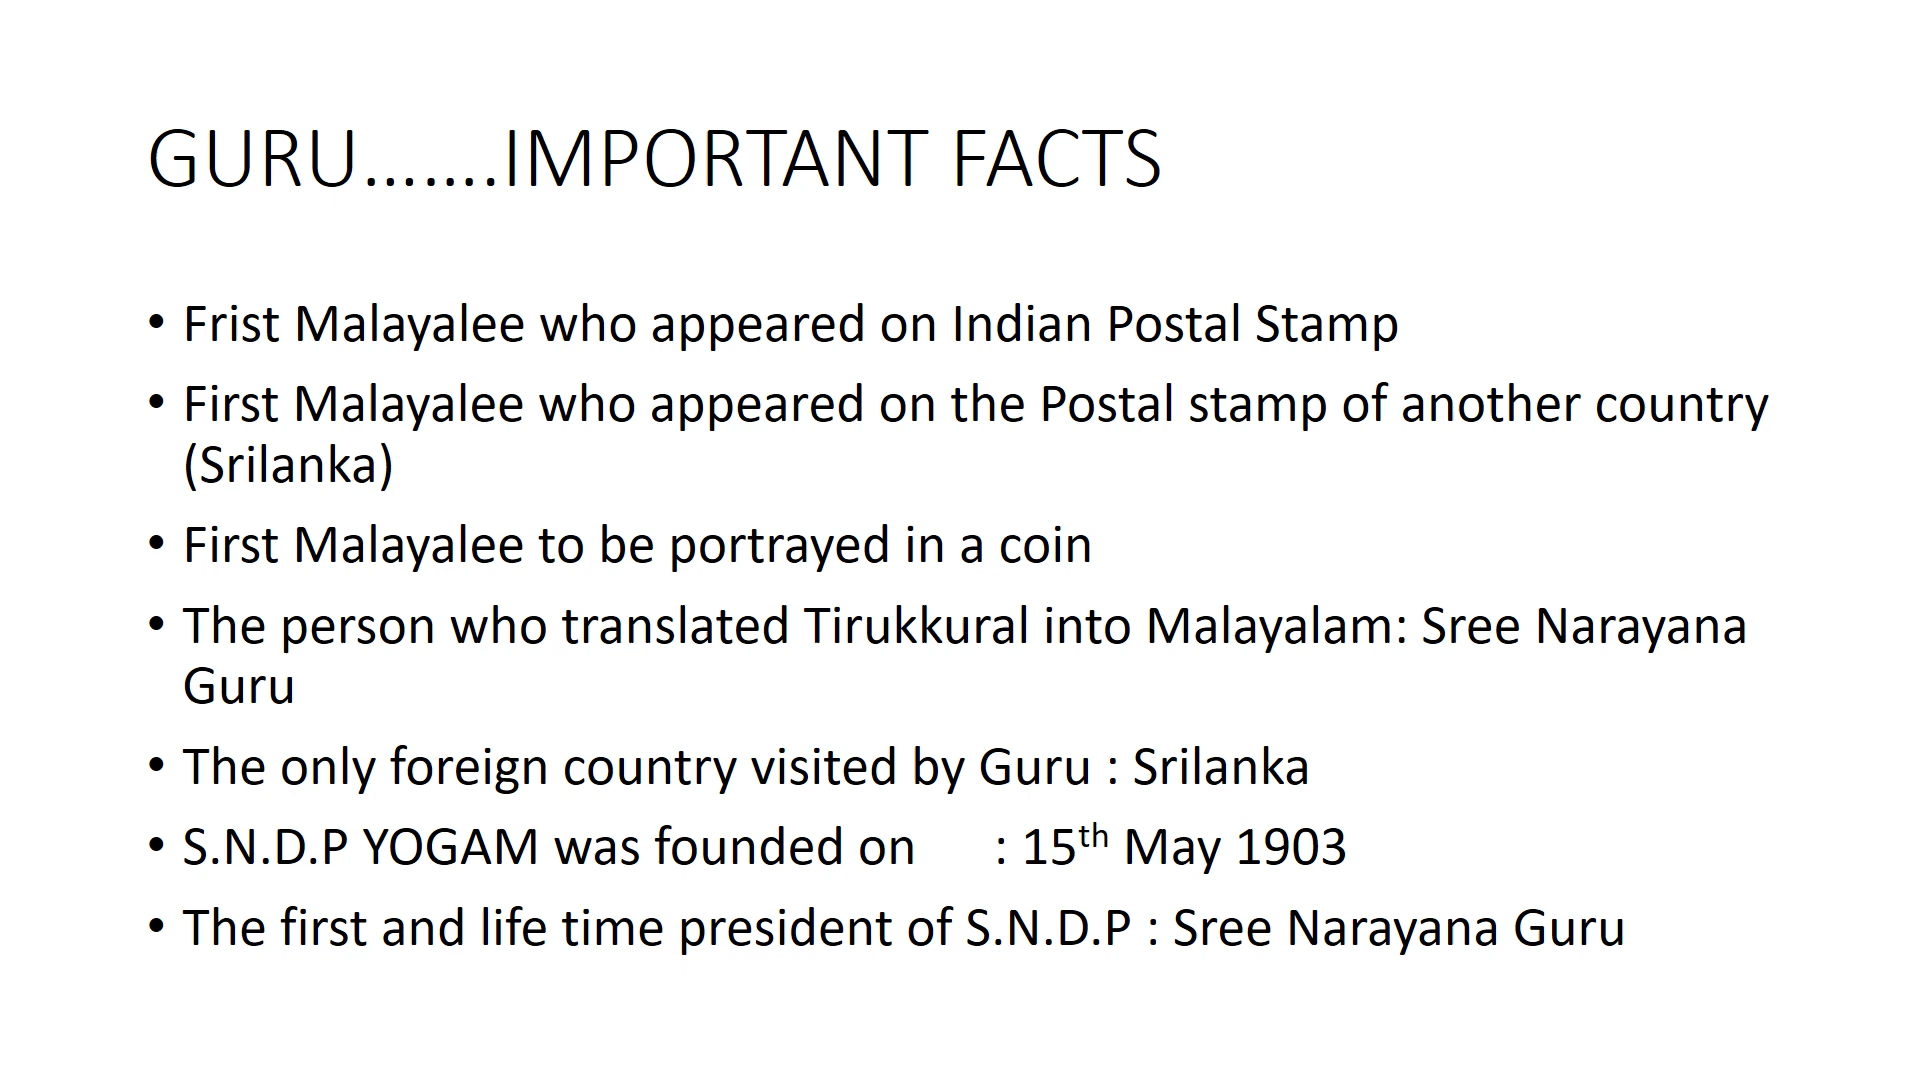 GURU…….IMPORTANT FACTS
• Frist Malayalee who appeared on Indian Postal Stamp
• First Malayalee who appeared on the Postal stamp of another country
(Srilanka)
• First Malayalee to be portrayed in a coin
• The person who translated Tirukkural into Malayalam: Sree Narayana
Guru
• The only foreign country visited by Guru : Srilanka
• S.N.D.P YOGAM was founded on : 15th May 1903
• The first and life time president of S.N.D.P : Sree Narayana Guru